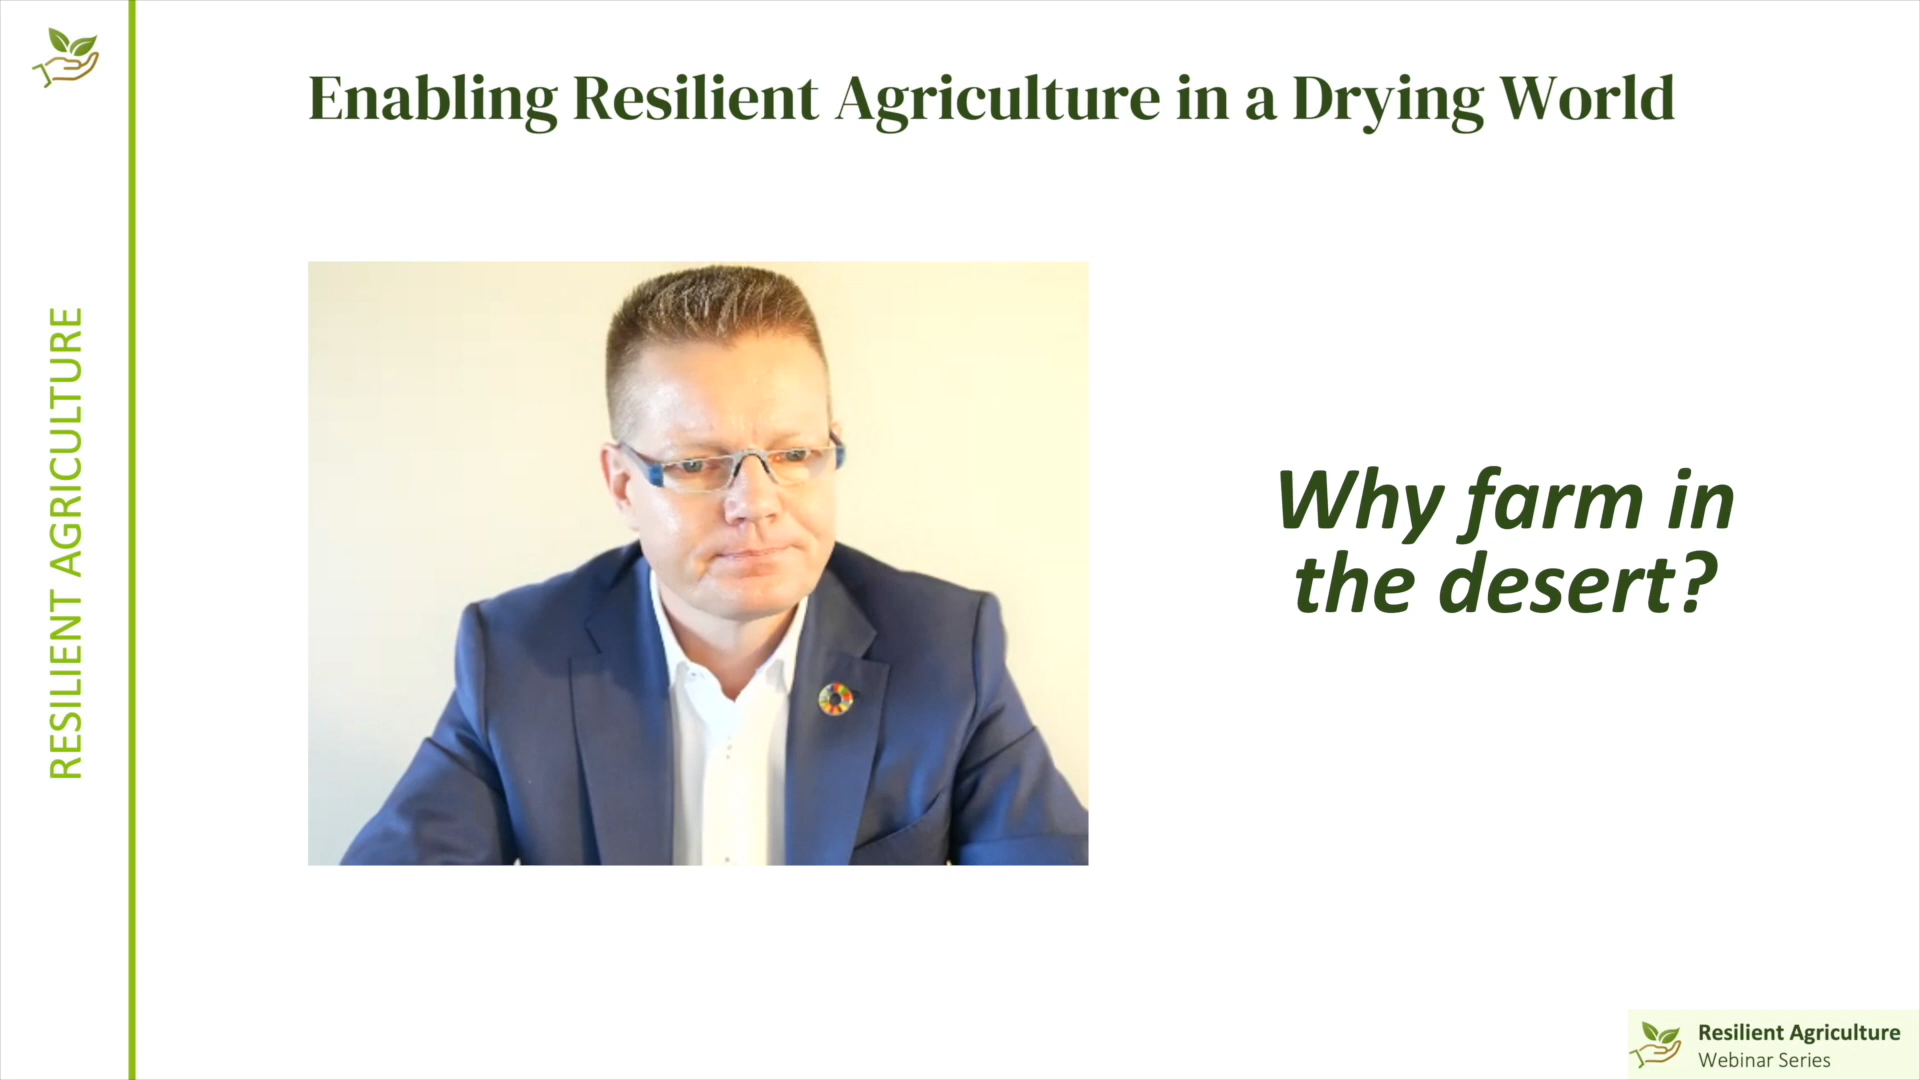 Enabling Resilient Agriculture in a Drying World
RESILIENT AGRICULTURE
Why farm in
the desert?
Resilient Agriculture
Webinar Series